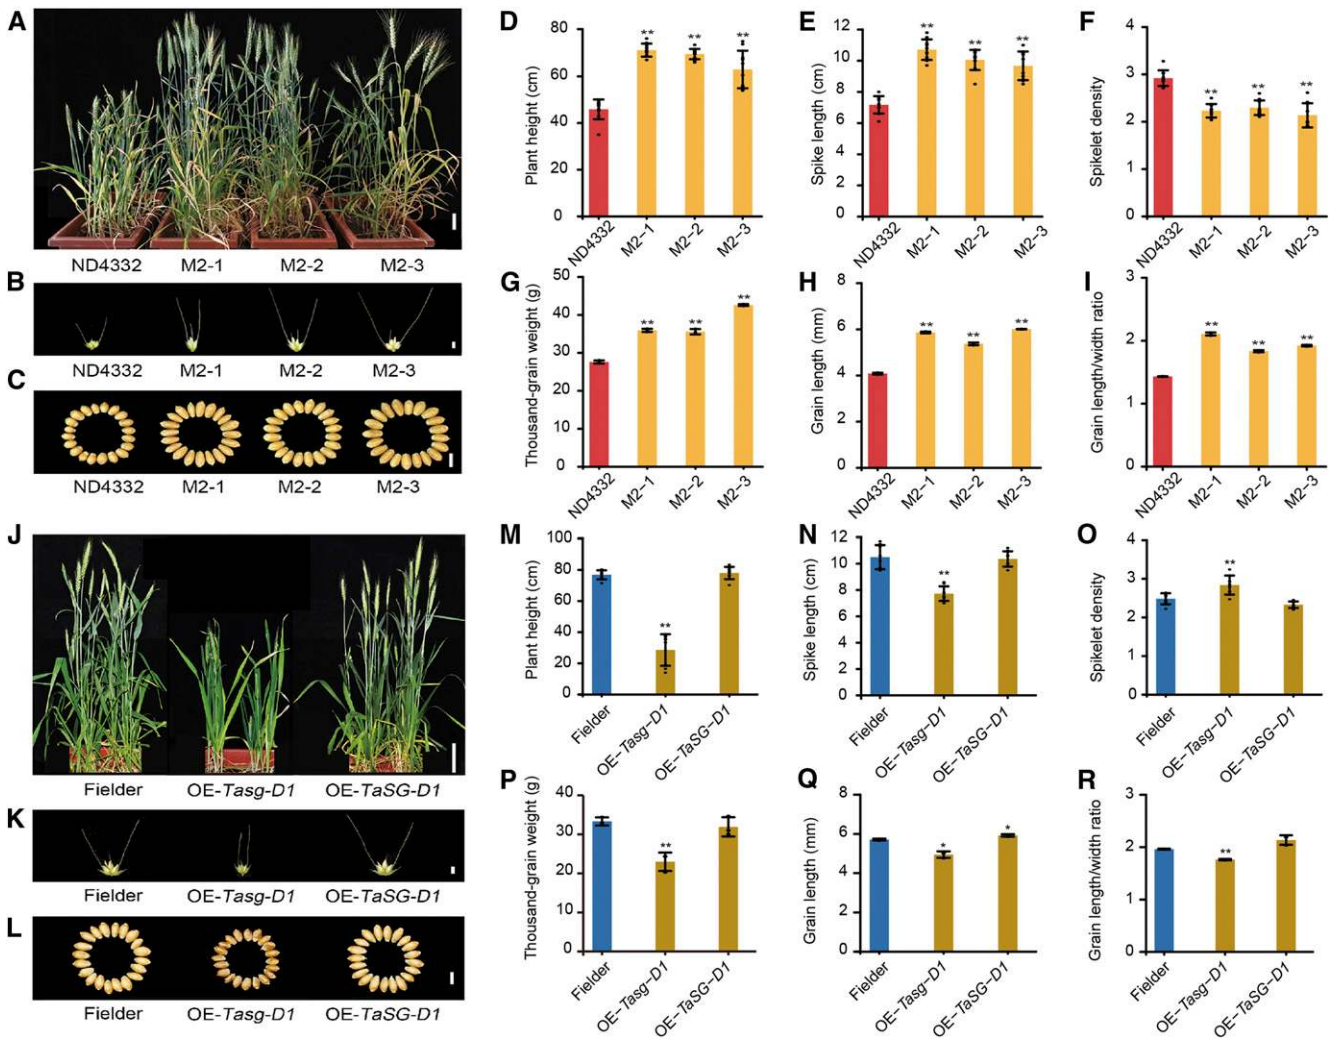 A
ND4332 M2-1 M2-2 M2-3
B
ND4332 M2-1 M2-2 M2-3
C
ND4332 M2-1 M2-2 M2-3
D
Plant height (cm)
80
60
40
20
0
** ** **
ND4332 M2-1 M2-2 M2-3
E
Spike length (cm)
12
10
8
6
4
2
0
** ** **
ND4332 M2-1 M2-2 M2-3
F
Spikelet density
4
3
2
1
0
** ** **
ND4332 M2-1 M2-2 M2-3
G
Thousand-grain weight (g)
50
40
30
20
10
0
** ** **
ND4332 M2-1 M2-2 M2-3
H
Grain length (mm)
8
6
4
2
0
** ** **
ND4332 M2-1 M2-2 M2-3
I
Grain length/width ratio
3
2
1
0
** ** **
ND4332 M2-1 M2-2 M2-3
J
Fielder OE-Tasg-D1 OE-TaSG-D1
K
Fielder OE-Tasg-D1 OE-TaSG-D1
L
Fielder OE-Tasg-D1 OE-TaSG-D1
M
Plant height (cm)
100
80
60
40
20
0
**
Fielder OE-Tasg-D1 OE-TaSG-D1
N
Spike length (cm)
12
10
8
6
4
2
0
**
Fielder OE-Tasg-D1 OE-TaSG-D1
O
Spikelet density
4
3
2
1
0
**
Fielder OE-Tasg-D1 OE-TaSG-D1
P
Thousand-grain weight (g)
40
30
20
10
0
**
Fielder OE-Tasg-D1 OE-TaSG-D1
Q
Grain length (mm)
8
6
4
2
0
* *
Fielder OE-Tasg-D1 OE-TaSG-D1
R
Grain length/width ratio
3
2
1
0
**
Fielder OE-Tasg-D1 OE-TaSG-D1